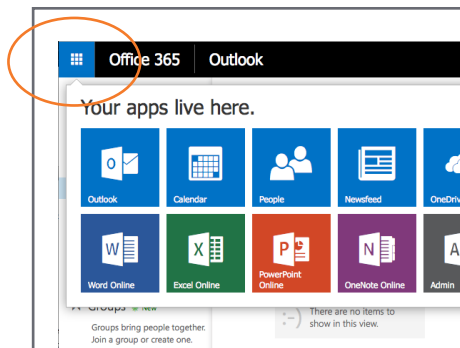 Office 365 Outlook
Your apps live here.
Outlook Calendar People Newsfeed OneDriv
Word Online Excel Online PowerPoint Online OneNote Online Admin
Groups New
Groups bring people together.
Join a group or create one.
:-)
There are no items to
show in this view.